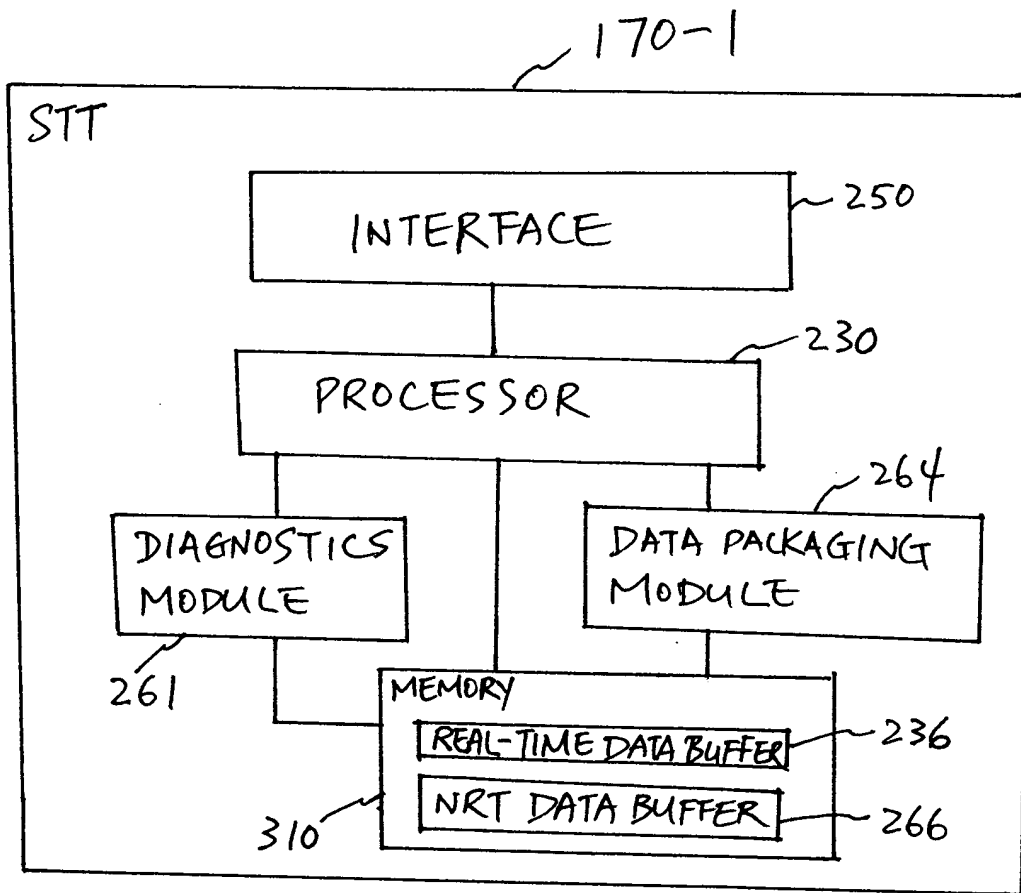 170-1
STT
INTERFACE
250
PROCESSOR
230
264
DIAGNOSTICS
MODULE
DATA PACKAGING
MODULE
261
MEMORY
REAL-TIME DATA BUFFER
236
NRT DATA BUFFER
266
310